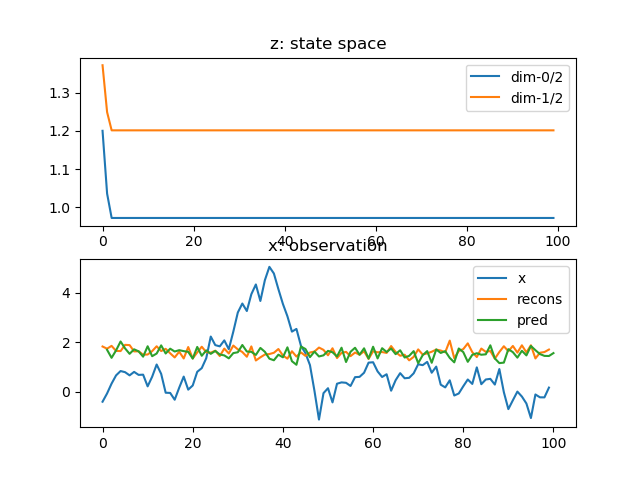 z: state space
dim-0/2
dim-1/2
1.3
1.2
1.1
1.0
0 20 40 60 80 100
x: observation
x
recons
pred
4
2
0
0 20 40 60 80 100